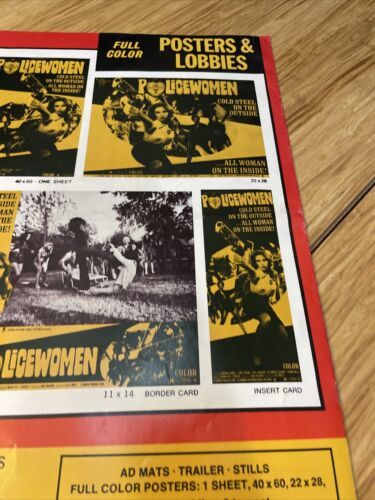 FULL COLOR
POSTERS & LOBBIES
POLICEWOMEN
COLD STEEL
ON THE OUTSIDE
ALL WOMAN
ON THE INSIDE!
POLICEWOMEN
COLD STEEL
ON THE
OUTSIDE
...ALL WOMAN
ON THE INSIDE!
40 x 60 - ONE SHEET
22 x 28
STEEL
SIDE
MAN
DE!
POLICEWOMEN
COLD STEEL
ON THE OUTSIDE
...ALL WOMAN
ON THE INSIDE!
LICEWOMEN
COLOR
COLOR
11 x 14 BORDER CARD
INSERT CARD
S
AD MATS · TRAILER · STILLS
FULL COLOR POSTERS: 1 SHEET, 40 x 60, 22 x 28,